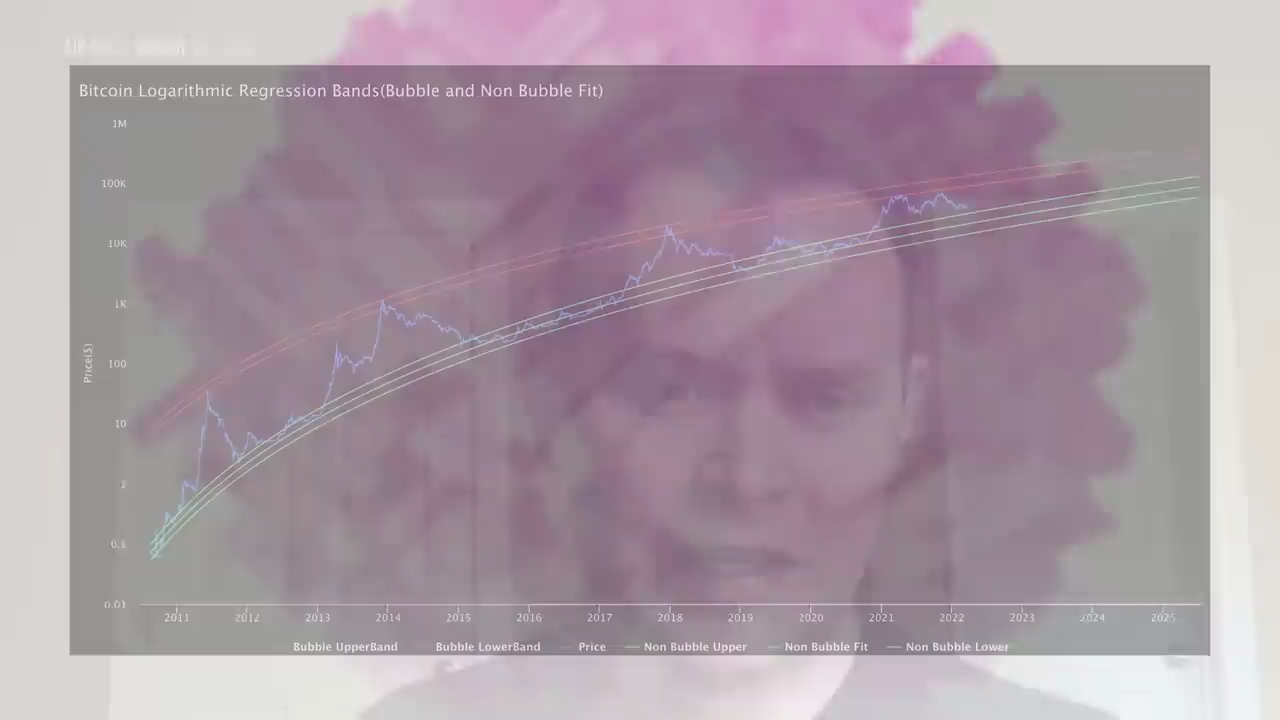 Bitcoin Logarithmic Regression Bands(Bubble and Non Bubble Fit)
1M
100K
10K
1K
100
10
1
0.1
0.01
Price($)
2011 2012 2013 2014 2015 2016 2017 2018 2019 2020 2021 2022 2023 2024 2025
Bubble UpperBand Bubble LowerBand Price Non Bubble Upper Non Bubble Fit Non Bubble Lower